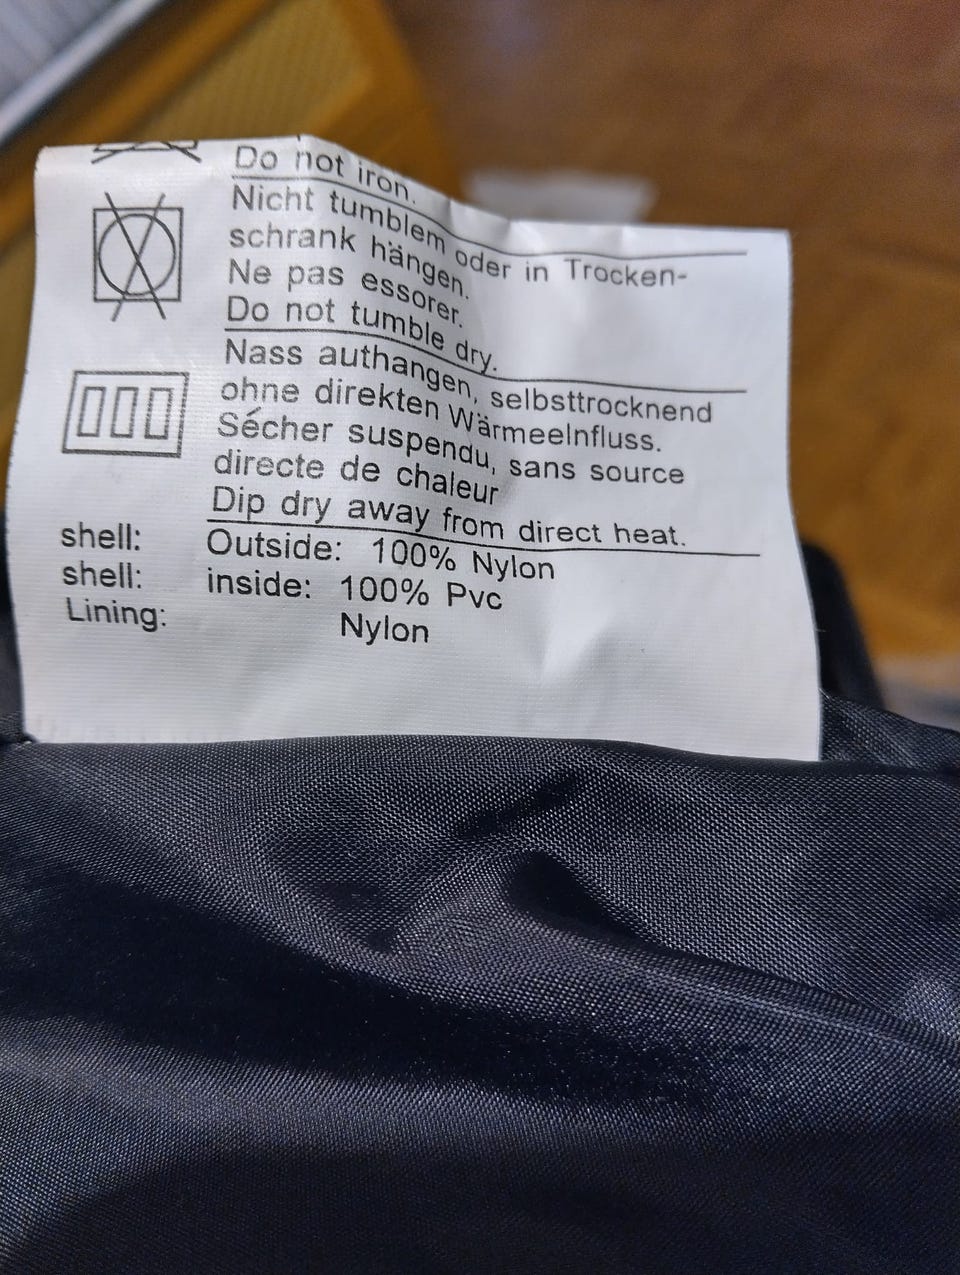 Do not iron.
Nicht tumblem oder in Trocken-
schrank hängen.
Ne pas essorer.
Do not tumble dry.
Nass authangen, selbsttrocknend
ohne direkten Wärmeelnfluss.
Sécher suspendu, sans source
directe de chaleur
Dip dry away from direct heat.
shell: Outside: 100% Nylon
shell: inside: 100% Pvc
Lining: Nylon